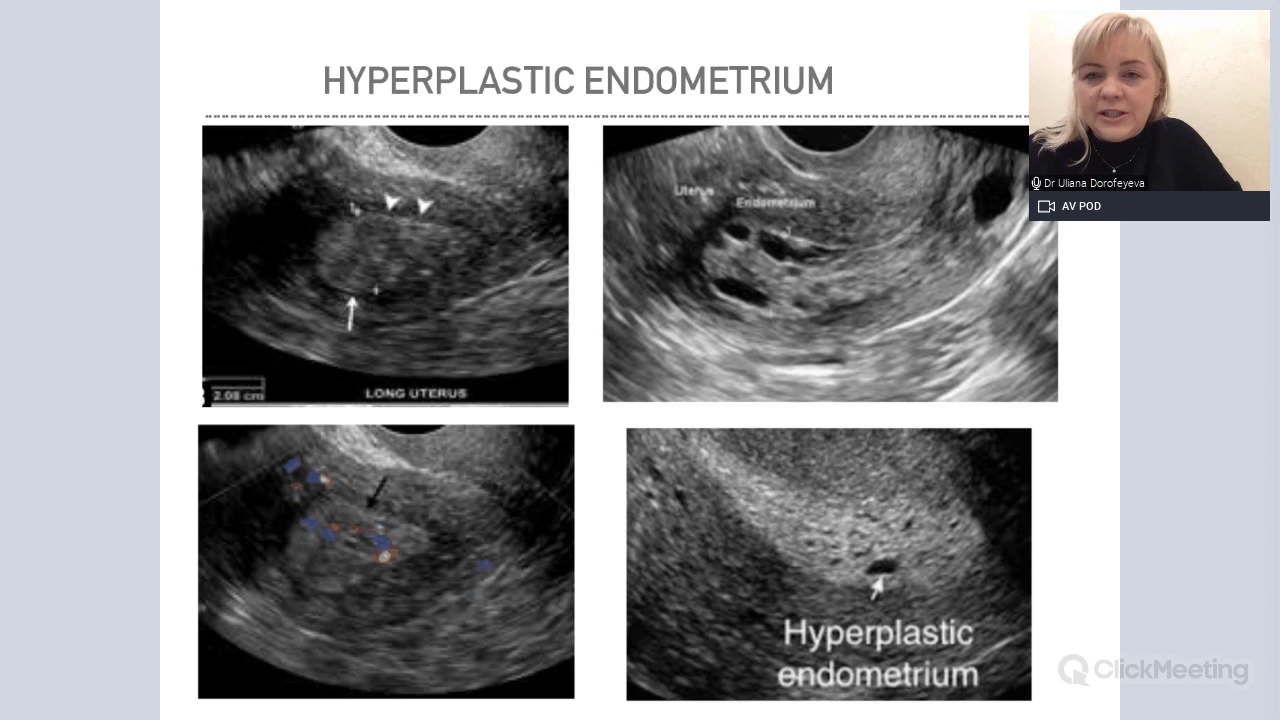 HYPERPLASTIC ENDOMETRIUM
Dr Uliana Dorofeyeva
AV POD
Uterus
Endometrium
2.08 cm
LONG UTERUS
Hyperplastic
endometrium
ClickMeeting